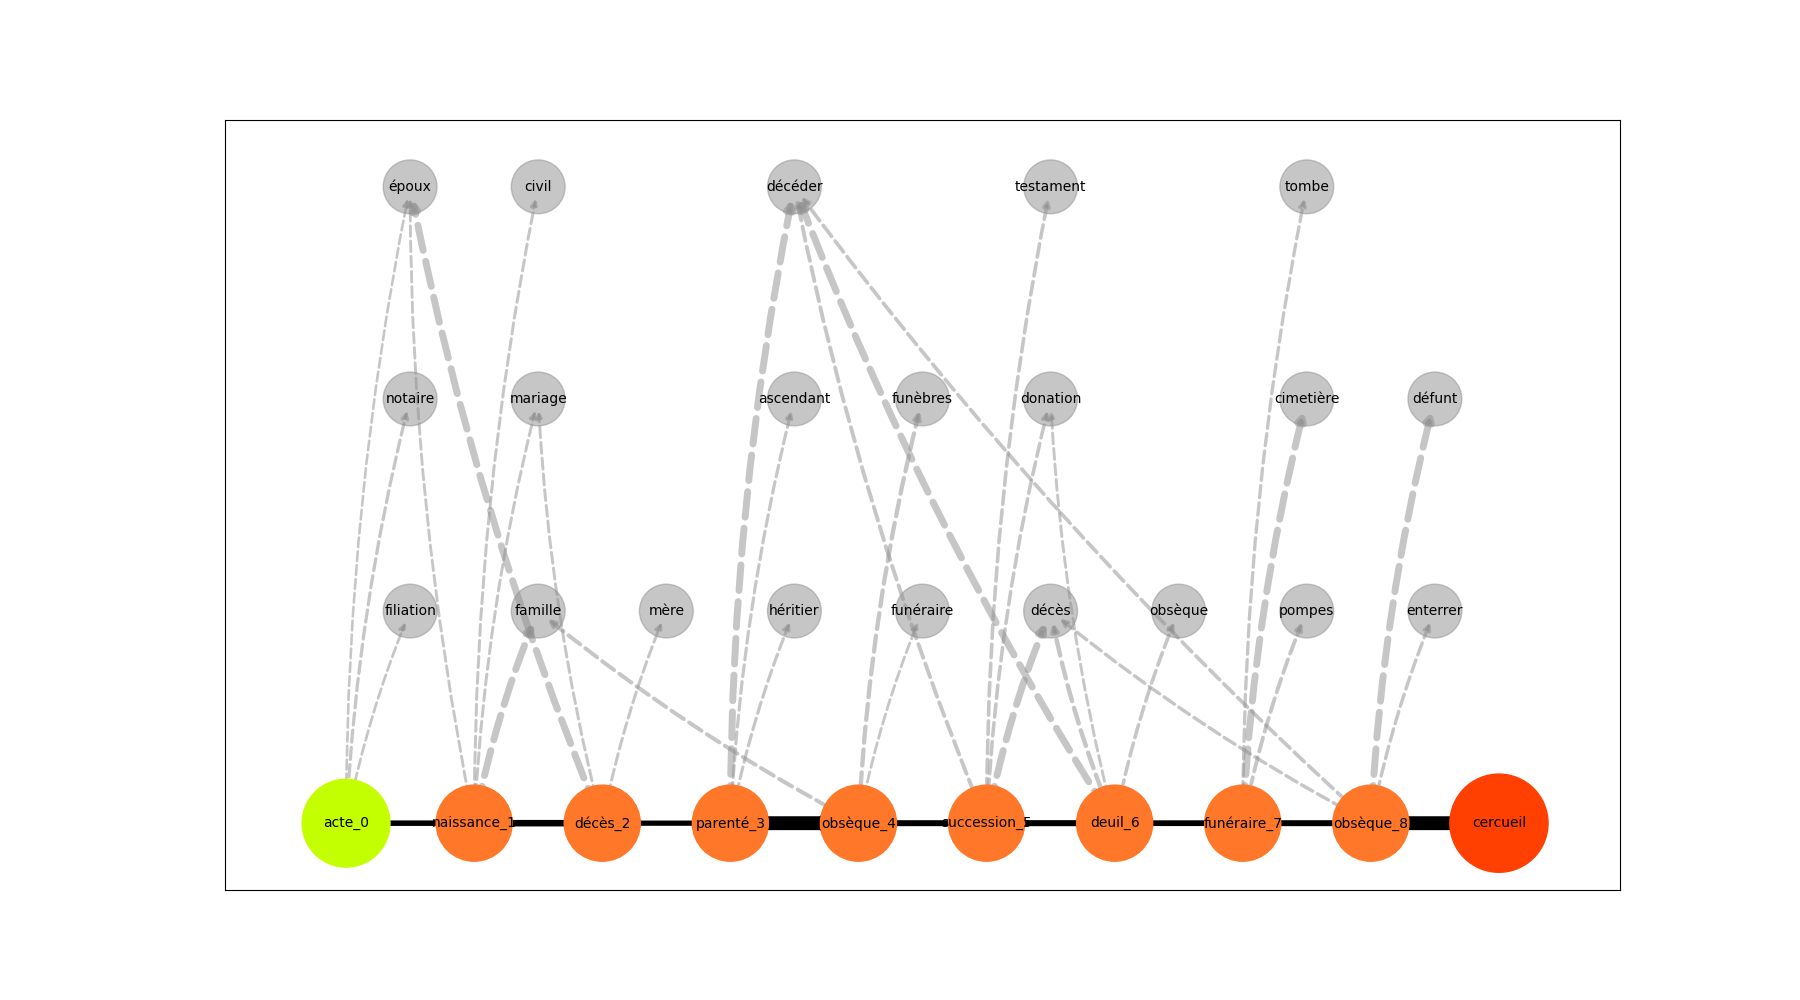 époux civil décéder testament tombe
notaire mariage ascendant funèbres donation cimetière défunt
filiation famille mère héritier funéraire décès obsèque pompes enterrer
acte_0 naissance_1 décès_2 parenté_3 obsèque_4 succession_5 deuil_6 funéraire_7 obsèque_8 cercueil